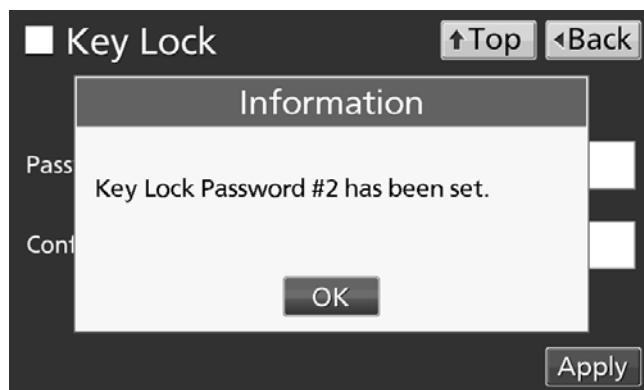 Key Lock
Top
Back
Information
Pass
Key Lock Password #2 has been set.
Conf
OK
Apply